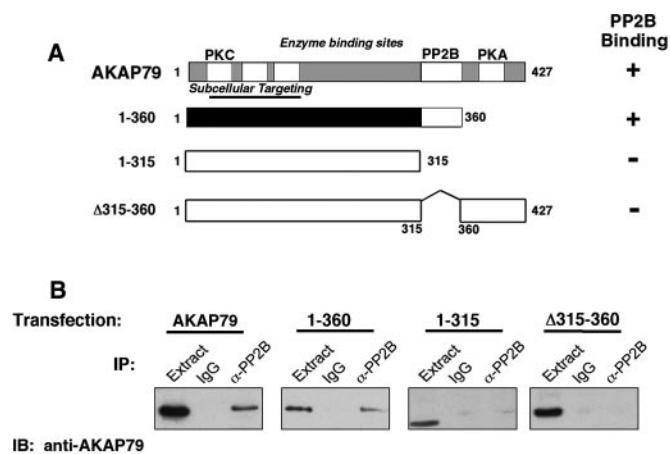 A
Enzyme binding sites
PP2B
Binding
PKC
PP2B
PKA
AKAP79 1 427 +
Subcellular Targeting
1-360 1 360 +
1-315 1 315 -
Δ315-360 1 315 360 427 -
B
Transfection: AKAP79 1-360 1-315 Δ315-360
IP: Extract IgG α-PP2B Extract IgG α-PP2B Extract IgG α-PP2B Extract IgG α-PP2B
IB: anti-AKAP79